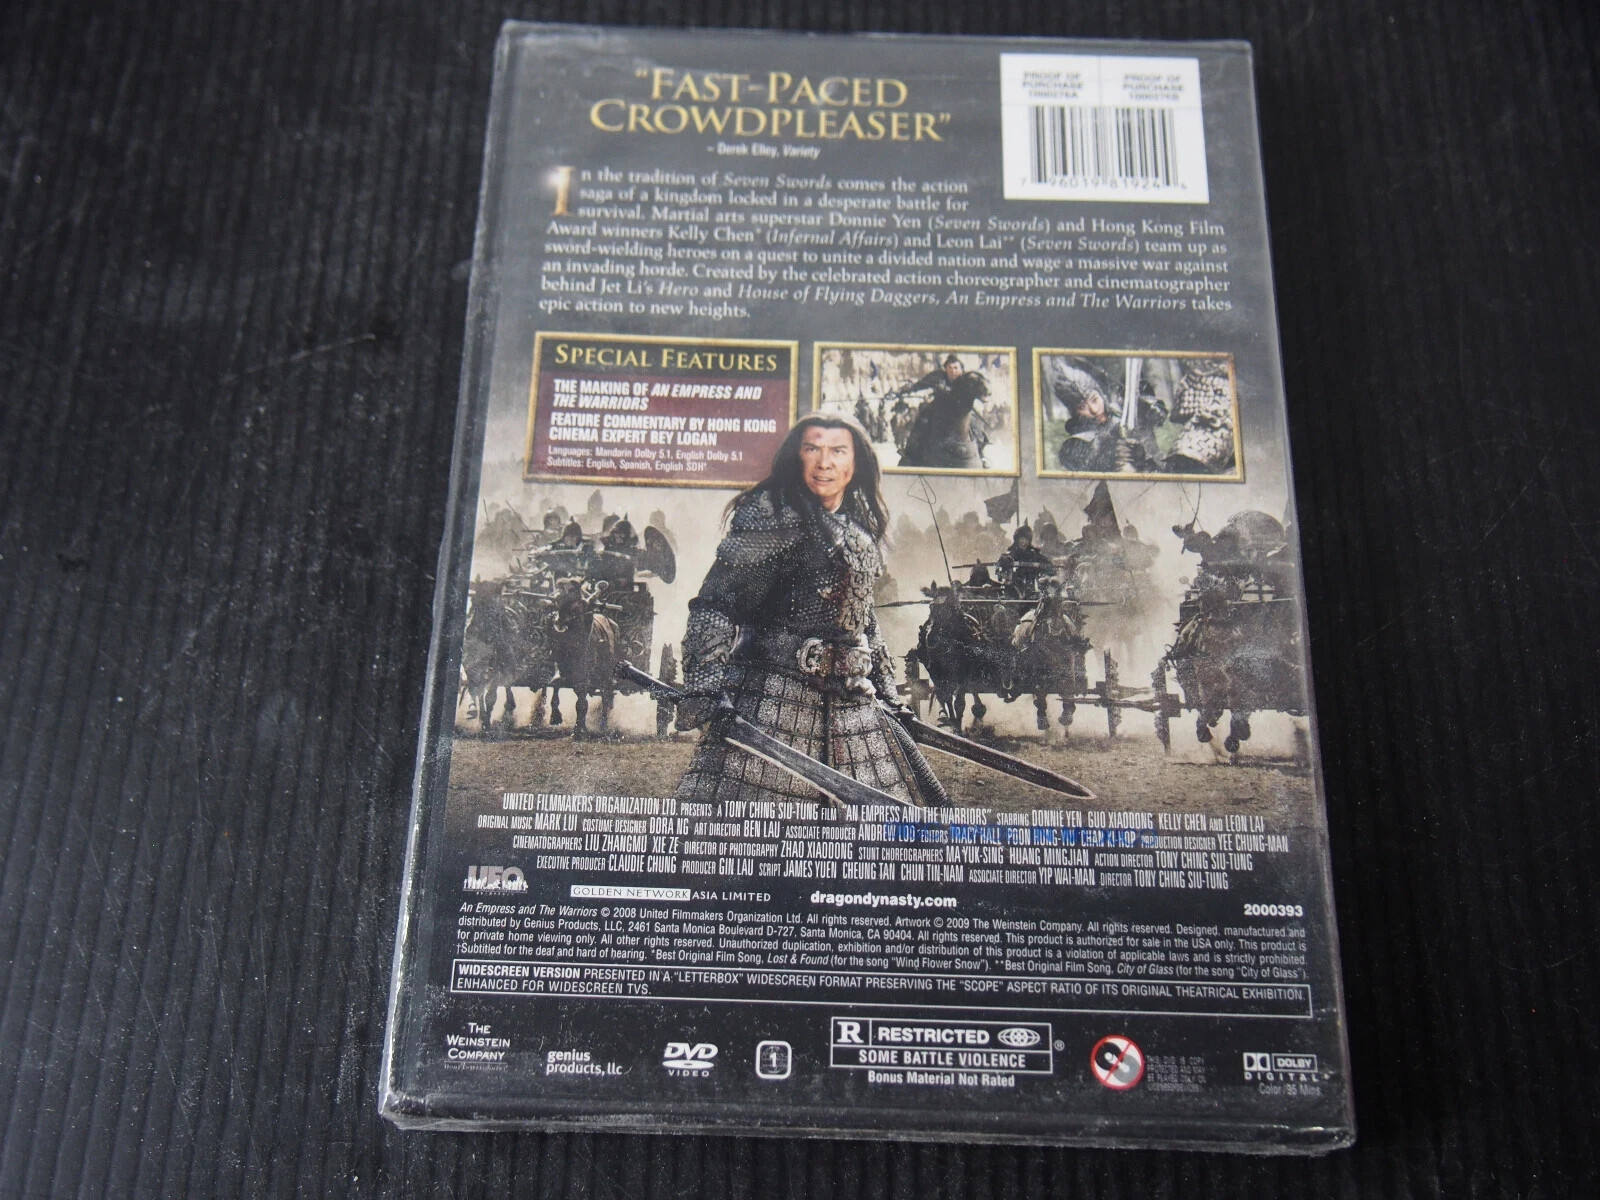 "FAST-PACED
CROWDPLEASER"
– Derek Elley, Variety
PROOF OF
PURCHASE
1000276A
PROOF OF
PURCHASE
1000276B
7 96019 81924 4
In the tradition of Seven Swords comes the action
saga of a kingdom locked in a desperate battle for
survival. Martial arts superstar Donnie Yen (Seven Swords) and Hong Kong Film
Award winners Kelly Chen* (Infernal Affairs) and Leon Lai** (Seven Swords) team up as
sword-wielding heroes on a quest to unite a divided nation and wage a massive war against
an invading horde. Created by the celebrated action choreographer and cinematographer
behind Jet Li's Hero and House of Flying Daggers, An Empress and The Warriors takes
epic action to new heights.
SPECIAL FEATURES
THE MAKING OF AN EMPRESS AND
THE WARRIORS
FEATURE COMMENTARY BY HONG KONG
CINEMA EXPERT BEY LOGAN
Languages: Mandarin Dolby 5.1, English Dolby 5.1
Subtitles: English, Spanish, English SDH†
UNITED FILMMAKERS ORGANIZATION LTD. PRESENTS A TONY CHING SIU-TUNG FILM "AN EMPRESS AND THE WARRIORS" STARRING DONNIE YEN GUO XIAODONG KELLY CHEN AND LEON LAI
ORIGINAL MUSIC MARK LUI COSTUME DESIGNER DORA NG ART DIRECTOR BEN LAU ASSOCIATE PRODUCER ANDREW LOO EDITORS TRACY HALL POON HUNG-YIU CHAN KI-HOP PRODUCTION DESIGNER YEE CHUNG-MAN
CINEMATOGRAPHERS LIU ZHANGMU XIE ZE DIRECTOR OF PHOTOGRAPHY ZHAO XIAODONG STUNT CHOREOGRAPHERS MA YUK-SING HUANG MINGJIAN ACTION DIRECTOR TONY CHING SIU-TUNG
EXECUTIVE PRODUCER CLAUDIE CHUNG PRODUCER GIN LAU SCRIPT JAMES YUEN CHEUNG TAN CHUN TIN-NAM ASSOCIATE DIRECTOR YIP WAI-MAN DIRECTOR TONY CHING SIU-TUNG
UFO
GOLDEN NETWORK ASIA LIMITED
dragondynasty.com
2000393
An Empress and The Warriors © 2008 United Filmmakers Organization Ltd. All rights reserved. Artwork © 2009 The Weinstein Company. All rights reserved. Designed, manufactured and
distributed by Genius Products, LLC, 2461 Santa Monica Boulevard D-727, Santa Monica, CA 90404. All rights reserved. This product is authorized for sale in the USA only. This product is
for private home viewing only. All other rights reserved. Unauthorized duplication, exhibition and/or distribution of this product is a violation of applicable laws and is strictly prohibited.
†Subtitled for the deaf and hard of hearing. *Best Original Film Song, Lost & Found (for the song "Wind Flower Snow"). **Best Original Film Song, City of Glass (for the song "City of Glass").
WIDESCREEN VERSION PRESENTED IN A "LETTERBOX" WIDESCREEN FORMAT PRESERVING THE "SCOPE" ASPECT RATIO OF ITS ORIGINAL THEATRICAL EXHIBITION.
ENHANCED FOR WIDESCREEN TVS.
THE
WEINSTEIN
COMPANY
genius
products, llc
DVD
VIDEO
1
R RESTRICTED ®
SOME BATTLE VIOLENCE
Bonus Material Not Rated
THIS DISC IS COPY
PROTECTED AND MAY
DOLBY
DIGITAL
Color/95 Mins.